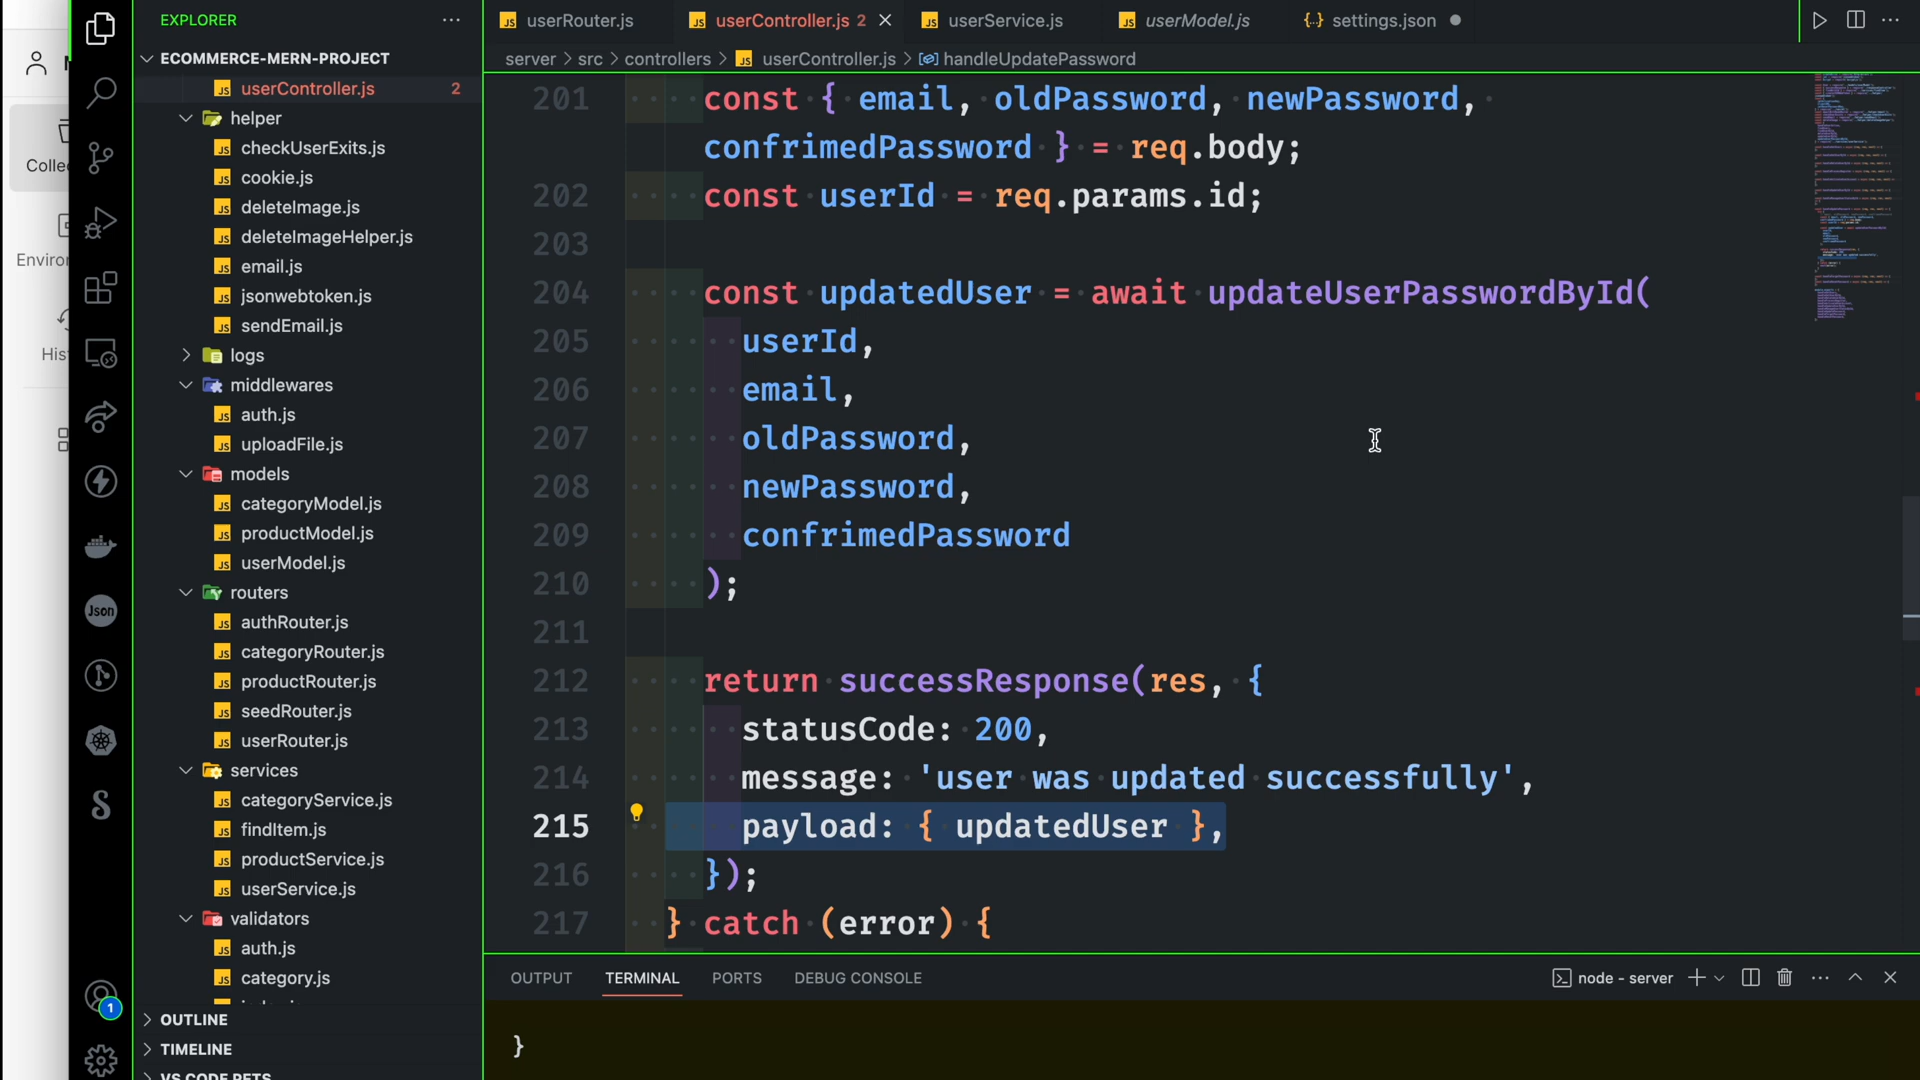 EXPLORER
ECOMMERCE-MERN-PROJECT
userController.js 2
helper
checkUserExits.js
cookie.js
deleteImage.js
deleteImageHelper.js
email.js
jsonwebtoken.js
sendEmail.js
logs
middlewares
auth.js
uploadFile.js
models
categoryModel.js
productModel.js
userModel.js
routers
authRouter.js
categoryRouter.js
productRouter.js
seedRouter.js
userRouter.js
services
categoryService.js
findItem.js
productService.js
userService.js
validators
auth.js
category.js
OUTLINE
TIMELINE
VS CODE PETS
Colle
Environ
His
Json
1
userRouter.js userController.js 2 userService.js userModel.js settings.json
server > src > controllers > userController.js > handleUpdatePassword
201 const { email, oldPassword, newPassword,
confrimedPassword } = req.body;
202 const userId = req.params.id;
203
204 const updatedUser = await updateUserPasswordById(
205 userId,
206 email,
207 oldPassword,
208 newPassword,
209 confrimedPassword
210 );
211
212 return successResponse(res, {
213 statusCode: 200,
214 message: 'user was updated successfully',
215 payload: { updatedUser },
216 });
217 } catch (error) {
OUTPUT TERMINAL PORTS DEBUG CONSOLE node - server
}